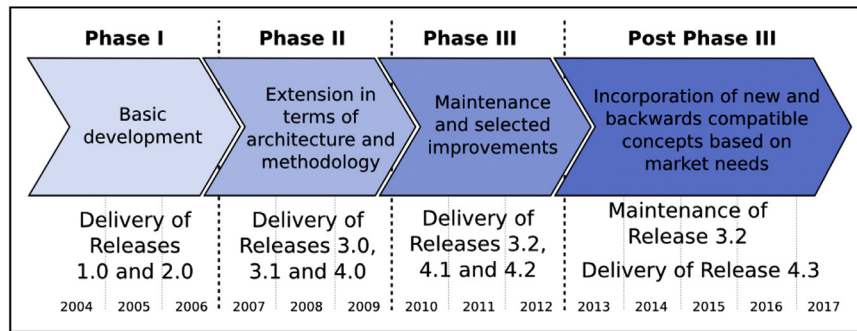 Phase I
Phase II
Phase III
Post Phase III
Basic
development
Extension in
terms of
architecture and
methodology
Maintenance
and selected
improvements
Incorporation of new and
backwards compatible
concepts based on
market needs
Delivery of
Releases
1.0 and 2.0
Delivery of
Releases 3.0,
3.1 and 4.0
Delivery of
Releases 3.2,
4.1 and 4.2
Maintenance of
Release 3.2
Delivery of Release 4.3
2004 2005 2006 2007 2008 2009 2010 2011 2012 2013 2014 2015 2016 2017